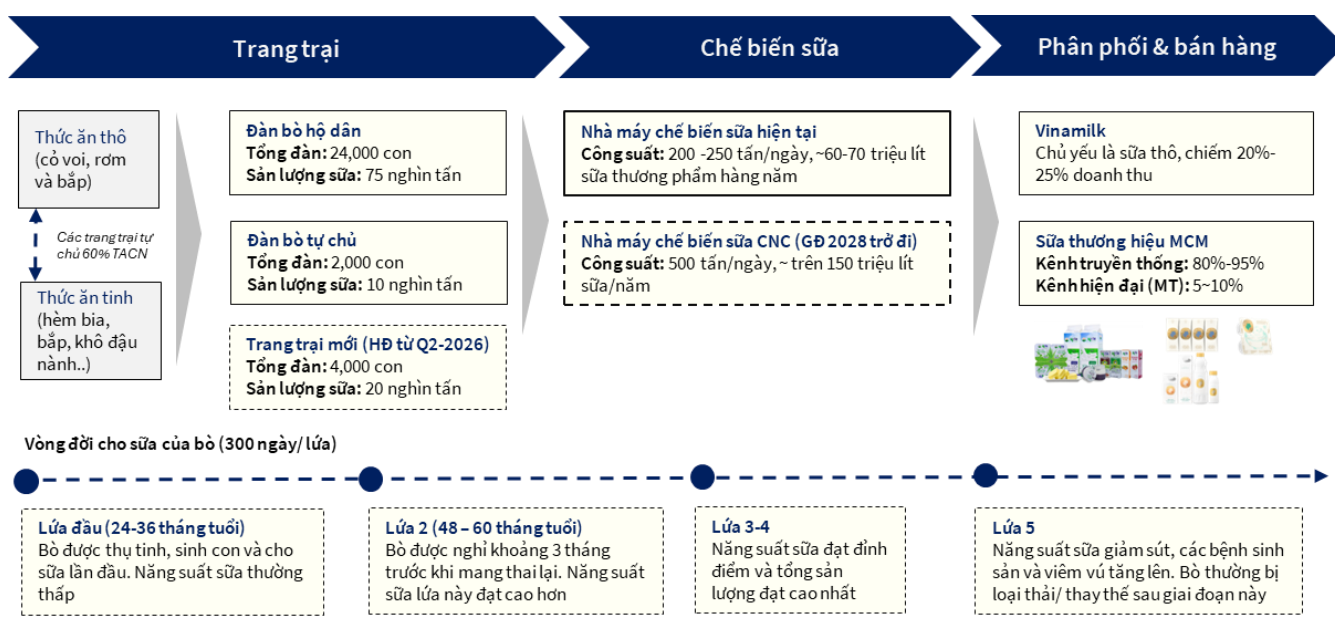 Trang trại
Chế biến sữa
Phân phối & bán hàng
Thức ăn thô
(cỏ voi, rơm
và bắp)
Các trang trại tự
chủ 60% TACN
Thức ăn tinh
(hèm bia,
bắp, khô đậu
nành..)
Đàn bò hộ dân
Tổng đàn: 24,000 con
Sản lượng sữa: 75 nghìn tấn
Đàn bò tự chủ
Tổng đàn: 2,000 con
Sản lượng sữa: 10 nghìn tấn
Trang trại mới (HĐ từ Q2-2026)
Tổng đàn: 4,000 con
Sản lượng sữa: 20 nghìn tấn
Nhà máy chế biến sữa hiện tại
Công suất: 200 -250 tấn/ngày, ~60-70 triệu lít
sữa thương phẩm hàng năm
Nhà máy chế biến sữa CNC (GĐ 2028 trở đi)
Công suất: 500 tấn/ngày, ~ trên 150 triệu lít
sữa/năm
Vinamilk
Chủ yếu là sữa thô, chiếm 20%-
25% doanh thu
Sữa thương hiệu MCM
Kênh truyền thống: 80%-95%
Kênh hiện đại (MT): 5~10%
Vòng đời cho sữa của bò (300 ngày/ lứa)
Lứa đầu (24-36 tháng tuổi)
Bò được thụ tinh, sinh con và cho
sữa lần đầu. Năng suất sữa thường
thấp
Lứa 2 (48 – 60 tháng tuổi)
Bò được nghỉ khoảng 3 tháng
trước khi mang thai lại. Năng suất
sữa lứa này đạt cao hơn
Lứa 3-4
Năng suất sữa đạt đỉnh
điểm và tổng sản
lượng đạt cao nhất
Lứa 5
Năng suất sữa giảm sút, các bệnh sinh
sản và viêm vú tăng lên. Bò thường bị
loại thải/ thay thế sau giai đoạn này